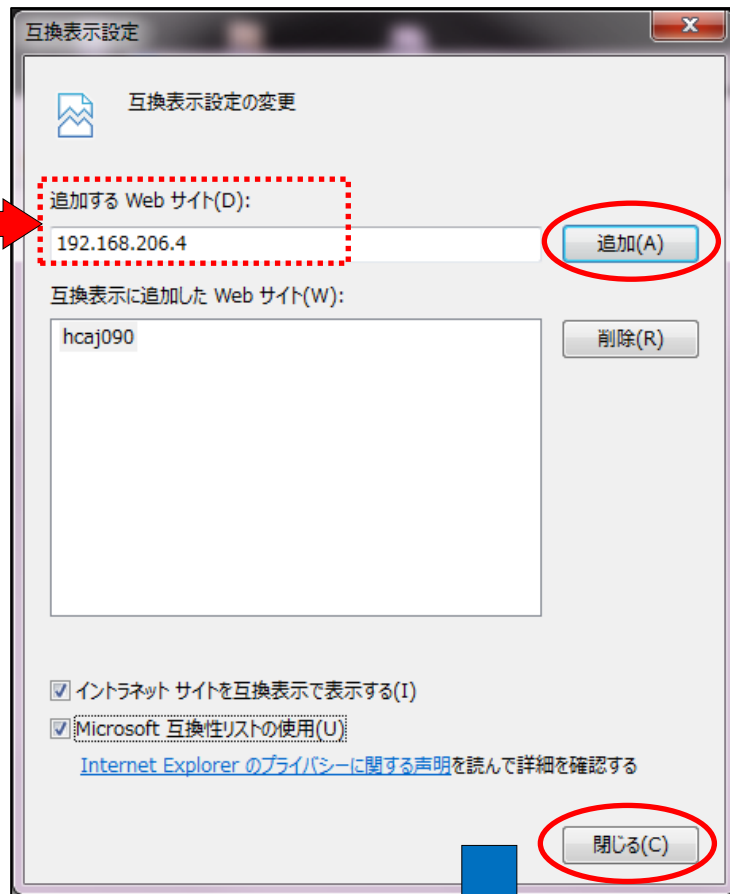 互換表示設定
互換表示設定の変更
追加する Web サイト(D):
192.168.206.4
追加(A)
互換表示に追加した Web サイト(W):
hcaj090
削除(R)
イントラネット サイトを互換表示で表示する(I)
Microsoft 互換性リストの使用(U)
Internet Explorer のプライバシーに関する声明を読んで詳細を確認する
閉じる(C)